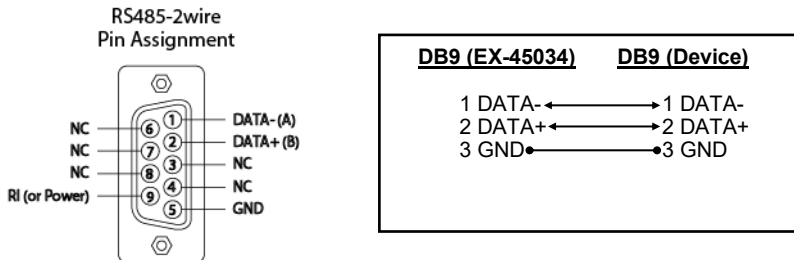 RS485-2wire
Pin Assignment
1 DATA- (A)
6 NC
2 DATA+ (B)
7 NC
3 NC
8 NC
4 NC
9 RI (or Power)
5 GND
DB9 (EX-45034) DB9 (Device)
1 DATA- 1 DATA-
2 DATA+ 2 DATA+
3 GND 3 GND